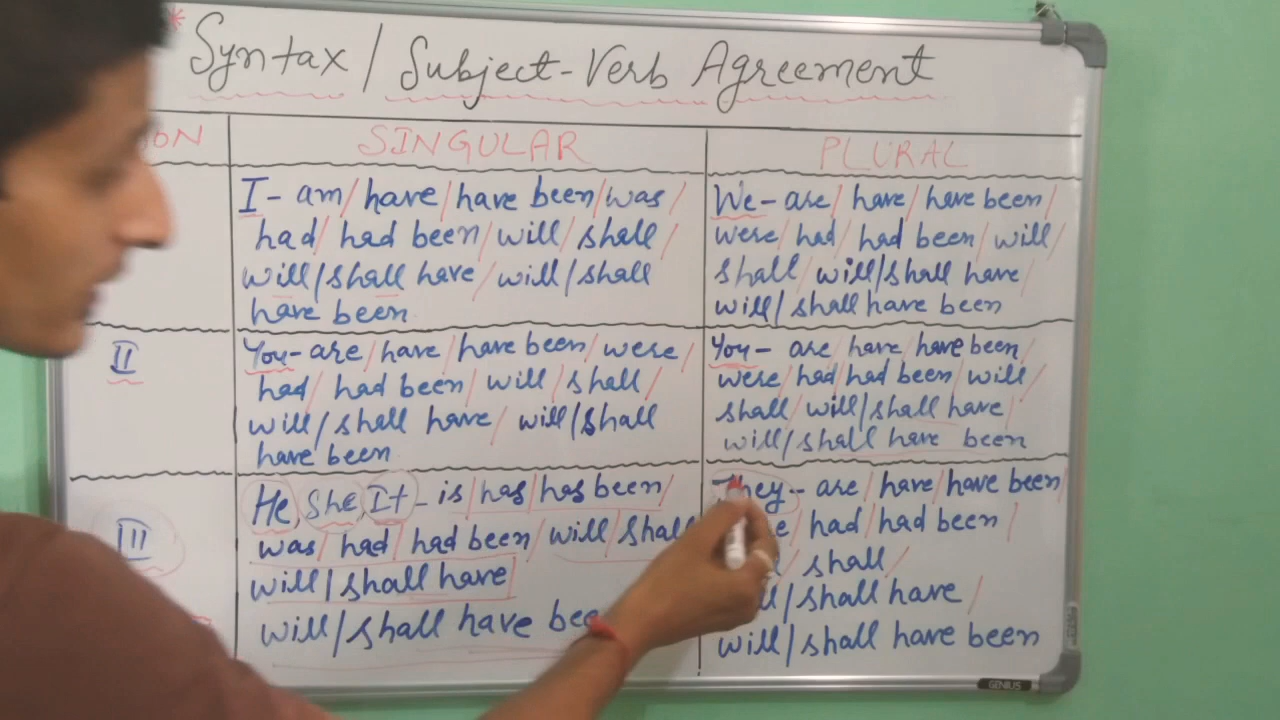 *Syntax / Subject-Verb Agreement
SINGULAR
PLURAL
I - am / have / have been / was /
had / had been / will / shall /
will / shall have / will / shall
have been
We - are / have / have been /
were / had / had been / will /
shall / will / shall have /
will / shall have been
II
You - are / have / have been / were /
had / had been / will / shall /
will / shall have / will / shall
have been
You - are / have / have been /
were / had / had been / will /
shall / will / shall have /
will / shall have been
III
He, She, It - is / has / has been /
was / had / had been / will / shall
will / shall have
will / shall have
They - are / have / have been /
had / had been /
shall /
/ shall have /
will / shall have been
GENIUS